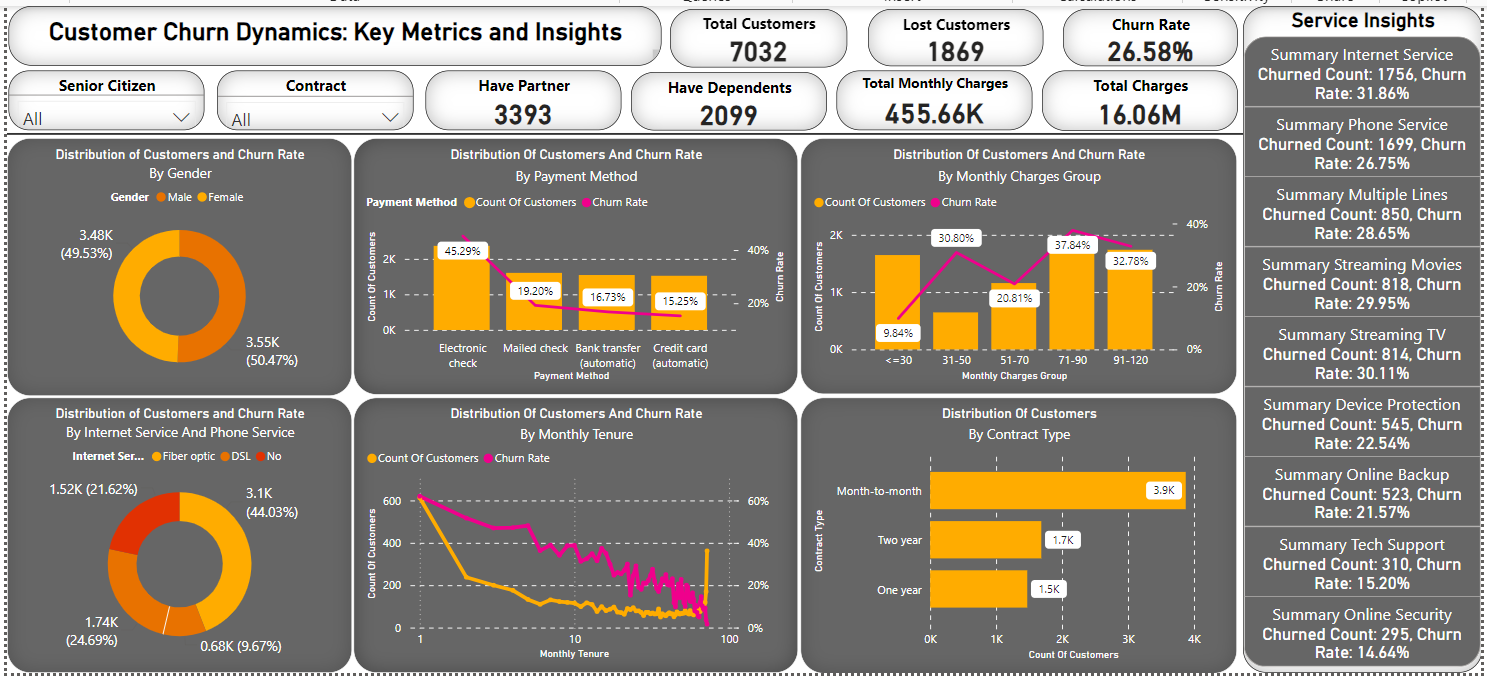 Customer Churn Dynamics: Key Metrics and Insights
Total Customers
7032
Lost Customers
1869
Churn Rate
26.58%
Senior Citizen
All
Contract
All
Have Partner
3393
Have Dependents
2099
Total Monthly Charges
455.66K
Total Charges
16.06M
Distribution of Customers and Churn Rate
By Gender
Gender Male Female
3.48K
(49.53%)
3.55K
(50.47%)
Distribution Of Customers And Churn Rate
By Payment Method
Payment Method Count Of Customers Churn Rate
Count Of Customers
2K
1K
0K
45.29%
19.20%
16.73%
15.25%
40%
20%
Churn Rate
Electronic
check
Mailed check
Bank transfer
(automatic)
Credit card
(automatic)
Payment Method
Distribution Of Customers And Churn Rate
By Monthly Charges Group
Count Of Customers Churn Rate
Count Of Customers
2K
1K
0K
9.84%
30.80%
20.81%
37.84%
32.78%
40%
20%
0%
Churn Rate
<=30 31-50 51-70 71-90 91-120
Monthly Charges Group
Distribution of Customers and Churn Rate
By Internet Service And Phone Service
Internet Ser... Fiber optic DSL No
1.52K (21.62%)
3.1K
(44.03%)
1.74K
(24.69%)
0.68K (9.67%)
Distribution Of Customers And Churn Rate
By Monthly Tenure
Count Of Customers Churn Rate
Count Of Customers
600
400
200
0
60%
40%
20%
0%
Churn Rate
1 10 100
Monthly Tenure
Distribution Of Customers
By Contract Type
Contract Type
Month-to-month
3.9K
Two year
1.7K
One year
1.5K
0K 1K 2K 3K 4K
Count Of Customers
Service Insights
Summary Internet Service
Churned Count: 1756, Churn
Rate: 31.86%
Summary Phone Service
Churned Count: 1699, Churn
Rate: 26.75%
Summary Multiple Lines
Churned Count: 850, Churn
Rate: 28.65%
Summary Streaming Movies
Churned Count: 818, Churn
Rate: 29.95%
Summary Streaming TV
Churned Count: 814, Churn
Rate: 30.11%
Summary Device Protection
Churned Count: 545, Churn
Rate: 22.54%
Summary Online Backup
Churned Count: 523, Churn
Rate: 21.57%
Summary Tech Support
Churned Count: 310, Churn
Rate: 15.20%
Summary Online Security
Churned Count: 295, Churn
Rate: 14.64%